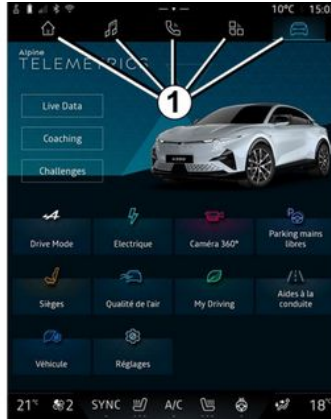 10°C 15:0
Alpine
TELEMETRICS
1
Live Data
Coaching
Challenges
Drive Mode
Electrique
Caméra 360°
Parking mains libres
Sièges
Qualité de l'air
My Driving
Aides à la conduite
Véhicule
Réglages
21° 2 SYNC A/C 18°